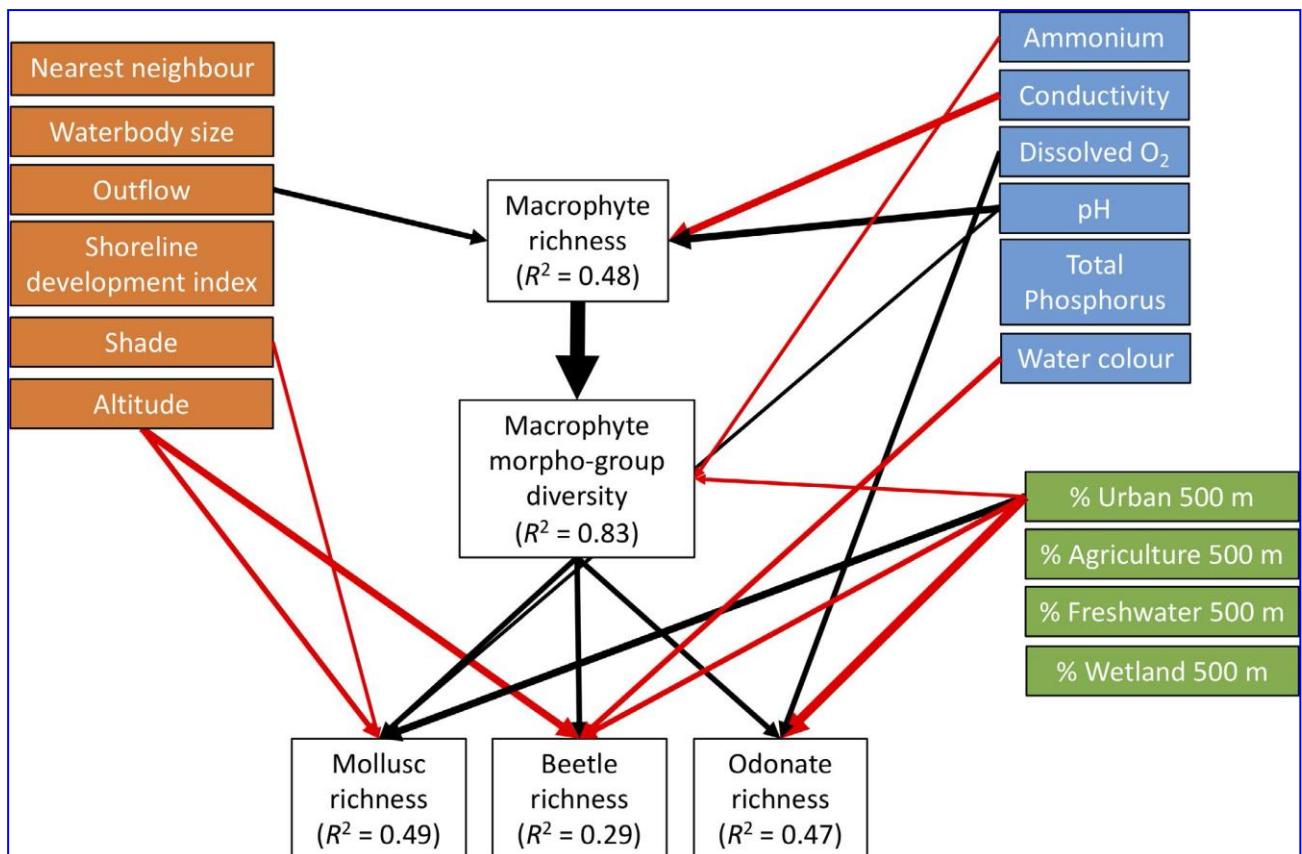 Nearest neighbour
Waterbody size
Outflow
Shoreline
development index
Shade
Altitude
Ammonium
Conductivity
Dissolved O₂
pH
Total
Phosphorus
Water colour
Macrophyte
richness
(R² = 0.48)
Macrophyte
morpho-group
diversity
(R² = 0.83)
% Urban 500 m
% Agriculture 500 m
% Freshwater 500 m
% Wetland 500 m
Mollusc
richness
(R² = 0.49)
Beetle
richness
(R² = 0.29)
Odonate
richness
(R² = 0.47)